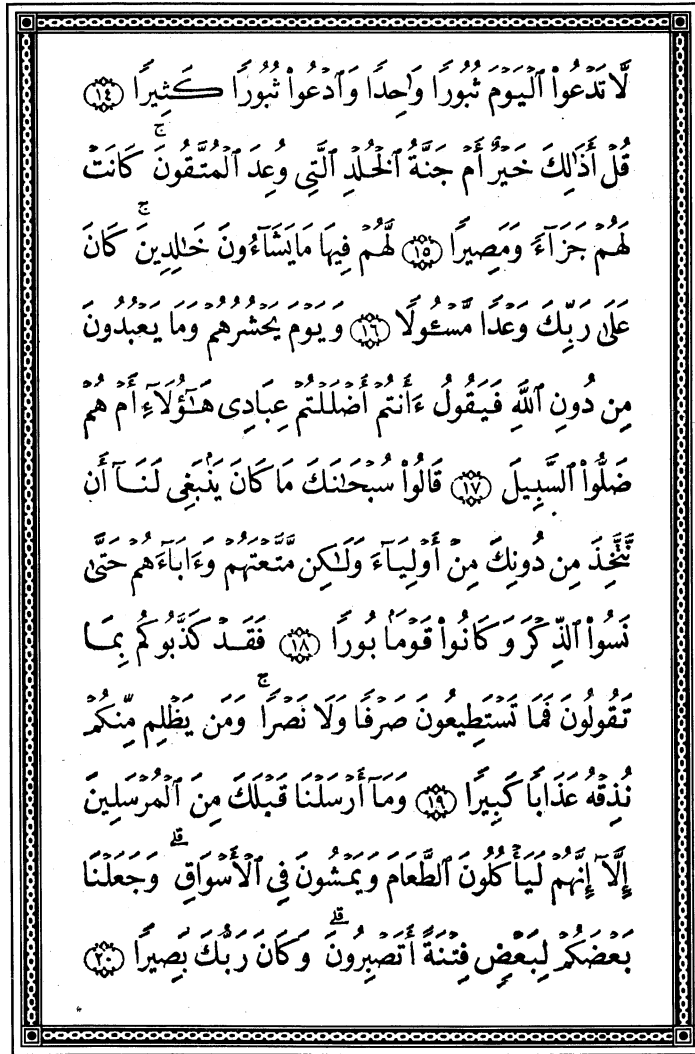 لَّا تَدْعُوا۟ ٱلْيَوْمَ ثُبُورًا وَٰحِدًا وَٱدْعُوا۟ ثُبُورًا كَثِيرًا ١٤
قُلْ أَذَٰلِكَ خَيْرٌ أَمْ جَنَّةُ ٱلْخُلْدِ ٱلَّتِى وُعِدَ ٱلْمُتَّقُونَ ۚ كَانَتْ
لَهُمْ جَزَآءً وَمَصِيرًا ١٥ لَّهُمْ فِيهَا مَا يَشَآءُونَ خَٰلِدِينَ ۚ كَانَ
عَلَىٰ رَبِّكَ وَعْدًا مَّسْـُٔولًا ١٦ وَيَوْمَ يَحْشُرُهُمْ وَمَا يَعْبُدُونَ
مِن دُونِ ٱللَّهِ فَيَقُولُ ءَأَنتُمْ أَضْلَلْتُمْ عِبَادِى هَٰٓؤُلَآءِ أَمْ هُمْ
ضَلُّوا۟ ٱلسَّبِيلَ ١٧ قَالُوا۟ سُبْحَٰنَكَ مَا كَانَ يَنۢبَغِى لَنَآ أَن
نَّتَّخِذَ مِن دُونِكَ مِنْ أَوْلِيَآءَ وَلَٰكِن مَّتَّعْتَهُمْ وَءَابَآءَهُمْ حَتَّىٰ
نَسُوا۟ ٱلذِّكْرَ وَكَانُوا۟ قَوْمًۢا بُورًا ١٨ فَقَدْ كَذَّبُوكُم بِمَا
تَقُولُونَ فَمَا تَسْتَطِيعُونَ صَرْفًا وَلَا نَصْرًا ۚ وَمَن يَظْلِم مِّنكُمْ
نُذِقْهُ عَذَابًا كَبِيرًا ١٩ وَمَآ أَرْسَلْنَا قَبْلَكَ مِنَ ٱلْمُرْسَلِينَ
إِلَّآ إِنَّهُمْ لَيَأْكُلُونَ ٱلطَّعَامَ وَيَمْشُونَ فِى ٱلْأَسْوَاقِ ۗ وَجَعَلْنَا
بَعْضَكُمْ لِبَعْضٍ فِتْنَةً أَتَصْبِرُونَ ۗ وَكَانَ رَبُّكَ بَصِيرًا ٢٠